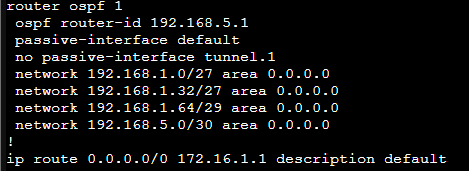 router ospf 1
 ospf router-id 192.168.5.1
 passive-interface default
 no passive-interface tunnel.1
 network 192.168.1.0/27 area 0.0.0.0
 network 192.168.1.32/27 area 0.0.0.0
 network 192.168.1.64/29 area 0.0.0.0
 network 192.168.5.0/30 area 0.0.0.0
!
ip route 0.0.0.0/0 172.16.1.1 description default